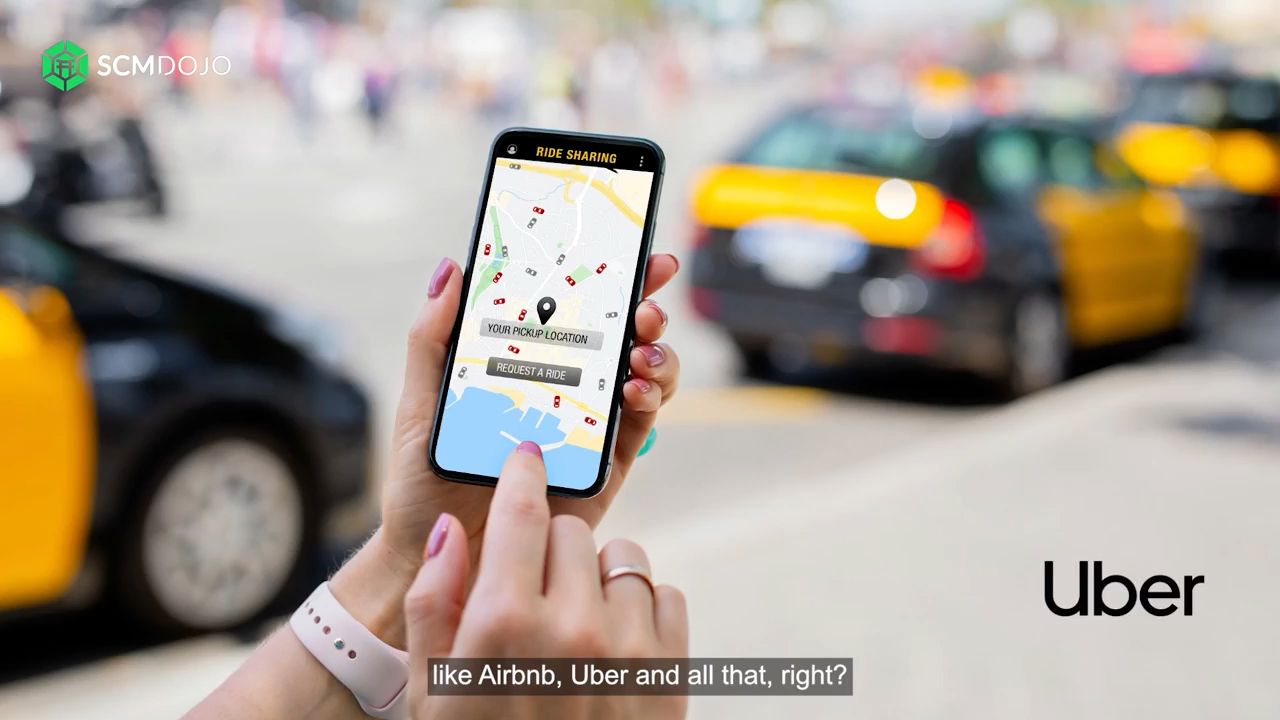 SCMDOJO
RIDE SHARING
YOUR PICKUP LOCATION
REQUEST A RIDE
Uber
like Airbnb, Uber and all that, right?